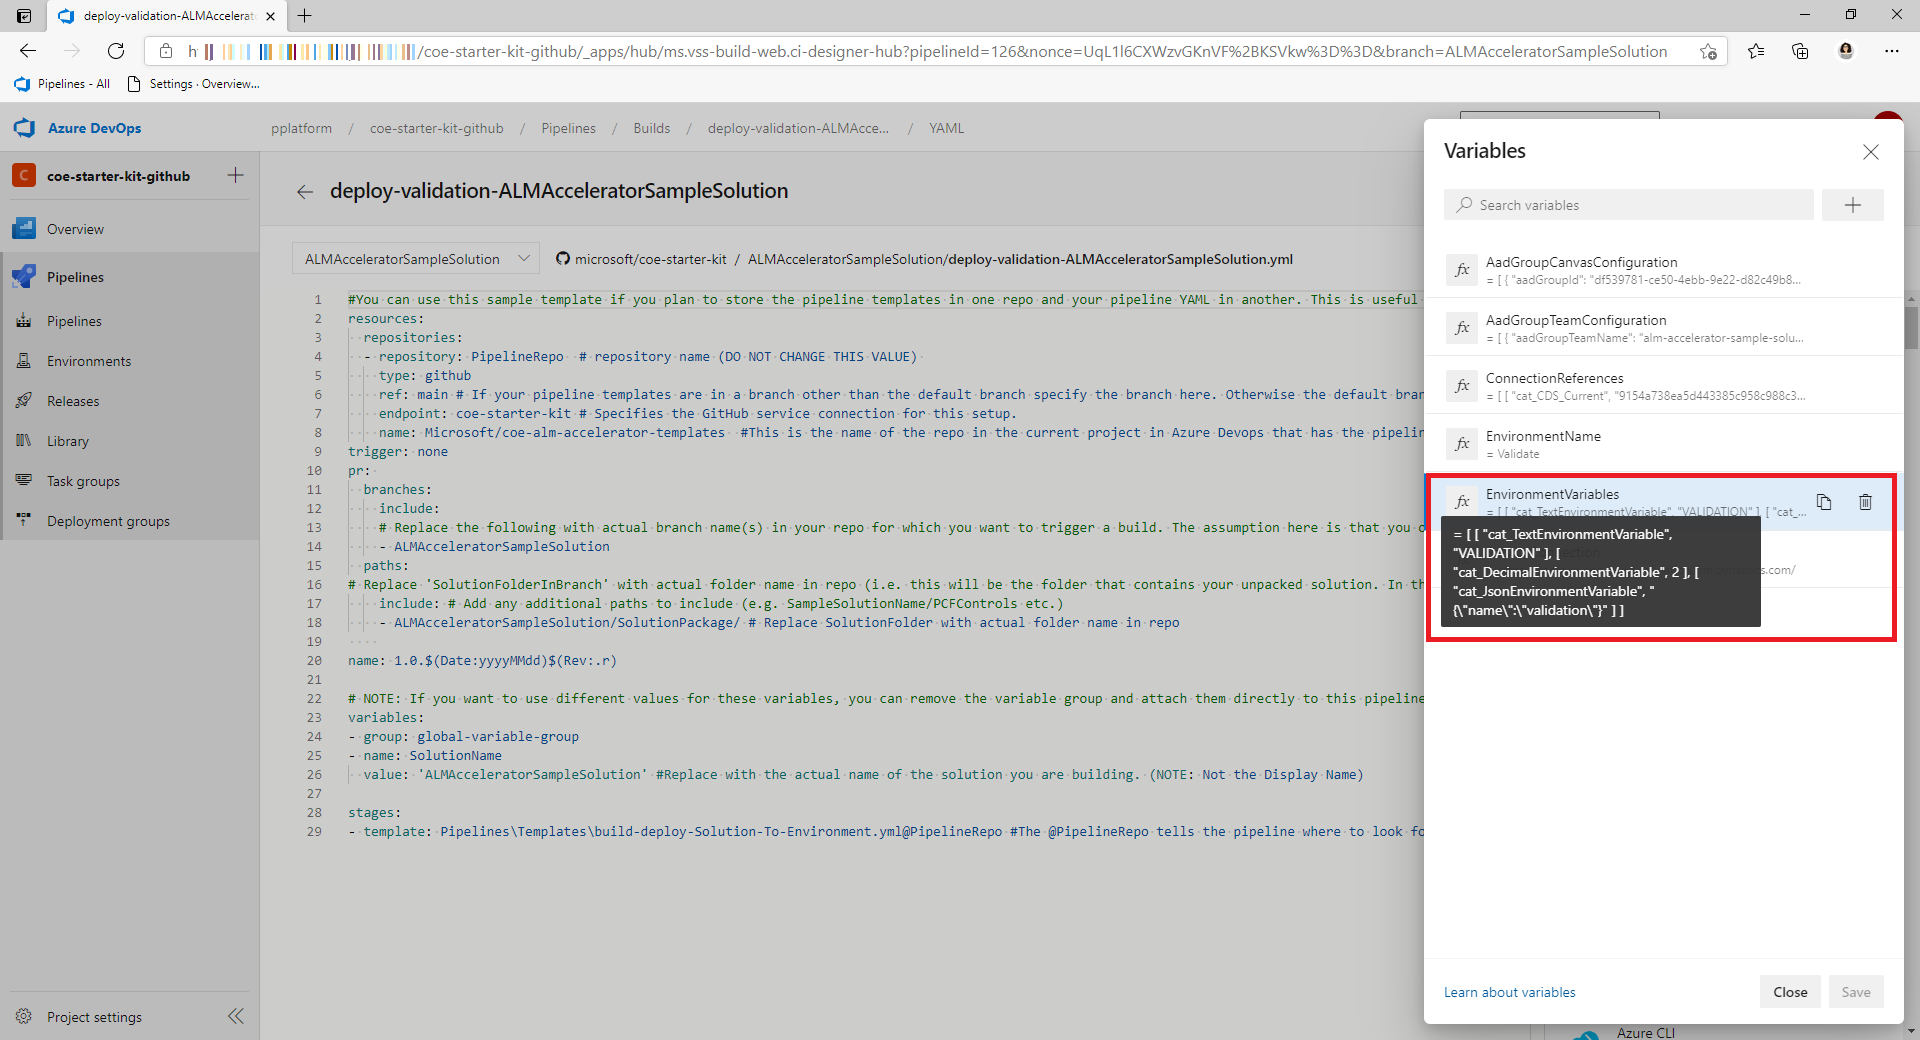 deploy-validation-ALMAccelerat
/coe-starter-kit-github/_apps/hub/ms.vss-build-web.ci-designer-hub?pipelineId=126&nonce=UqL1l6CXWzvGKnVF%2BKSVkw%3D%3D&branch=ALMAcceleratorSampleSolution
Pipelines - All
Settings · Overview...
Azure DevOps
pplatform / coe-starter-kit-github / Pipelines / Builds / deploy-validation-ALMAcce... / YAML
C coe-starter-kit-github
Overview
Pipelines
Pipelines
Environments
Releases
Library
Task groups
Deployment groups
Project settings
deploy-validation-ALMAcceleratorSampleSolution
ALMAcceleratorSampleSolution
microsoft/coe-starter-kit / ALMAcceleratorSampleSolution/deploy-validation-ALMAcceleratorSampleSolution.yml
1 #You can use this sample template if you plan to store the pipeline templates in one repo and your pipeline YAML in another. This is useful
2 resources:
3 repositories:
4 - repository: PipelineRepo # repository name (DO NOT CHANGE THIS VALUE)
5 type: github
6 ref: main # If your pipeline templates are in a branch other than the default branch specify the branch here. Otherwise the default bran
7 endpoint: coe-starter-kit # Specifies the GitHub service connection for this setup.
8 name: Microsoft/coe-alm-accelerator-templates #This is the name of the repo in the current project in Azure Devops that has the pipelin
9 trigger: none
10 pr:
11 branches:
12 include:
13 # Replace the following with actual branch name(s) in your repo for which you want to trigger a build. The assumption here is that you
14 - ALMAcceleratorSampleSolution
15 paths:
16 # Replace 'SolutionFolderInBranch' with actual folder name in repo (i.e. this will be the folder that contains your unpacked solution. In th
17 include: # Add any additional paths to include (e.g. SampleSolutionName/PCFControls etc.)
18 - ALMAcceleratorSampleSolution/SolutionPackage/ # Replace SolutionFolder with actual folder name in repo
19
20 name: 1.0.$(Date:yyyyMMdd)$(Rev:.r)
21
22 # NOTE: If you want to use different values for these variables, you can remove the variable group and attach them directly to this pipeline
23 variables:
24 - group: global-variable-group
25 - name: SolutionName
26 value: 'ALMAcceleratorSampleSolution' #Replace with the actual name of the solution you are building. (NOTE: Not the Display Name)
27
28 stages:
29 - template: Pipelines\Templates\build-deploy-Solution-To-Environment.yml@PipelineRepo #The @PipelineRepo tells the pipeline where to look fo
Variables
Search variables
fx AadGroupCanvasConfiguration
= [ { "aadGroupId": "df539781-ce50-4ebb-9e22-d82c49b8...
fx AadGroupTeamConfiguration
= [ { "aadGroupTeamName": "alm-accelerator-sample-solu...
fx ConnectionReferences
= [ [ "cat_CDS_Current", "9154a738ea5d443385c958c988c3...
fx EnvironmentName
= Validate
fx EnvironmentVariables
= [ [ "cat_TextEnvironmentVariable", "VALIDATION" ], [ "cat_...
= [ [ "cat_TextEnvironmentVariable",
"VALIDATION" ], [
"cat_DecimalEnvironmentVariable", 2 ], [
"cat_JsonEnvironmentVariable", "
{\"name\":\"validation\"}" ] ]
.com/
Learn about variables
Close
Save
Azure CLI